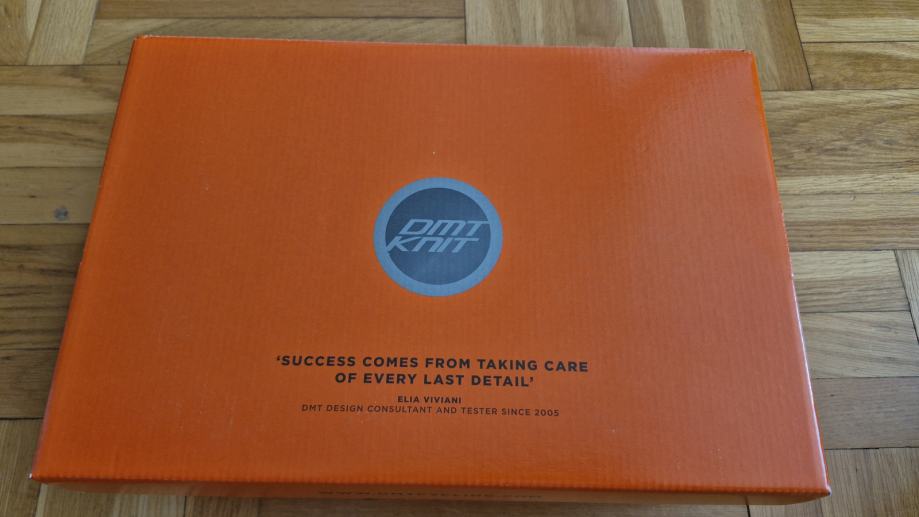 DMT
KNIT
‘SUCCESS COMES FROM TAKING CARE
OF EVERY LAST DETAIL’
ELIA VIVIANI
DMT DESIGN CONSULTANT AND TESTER SINCE 2005